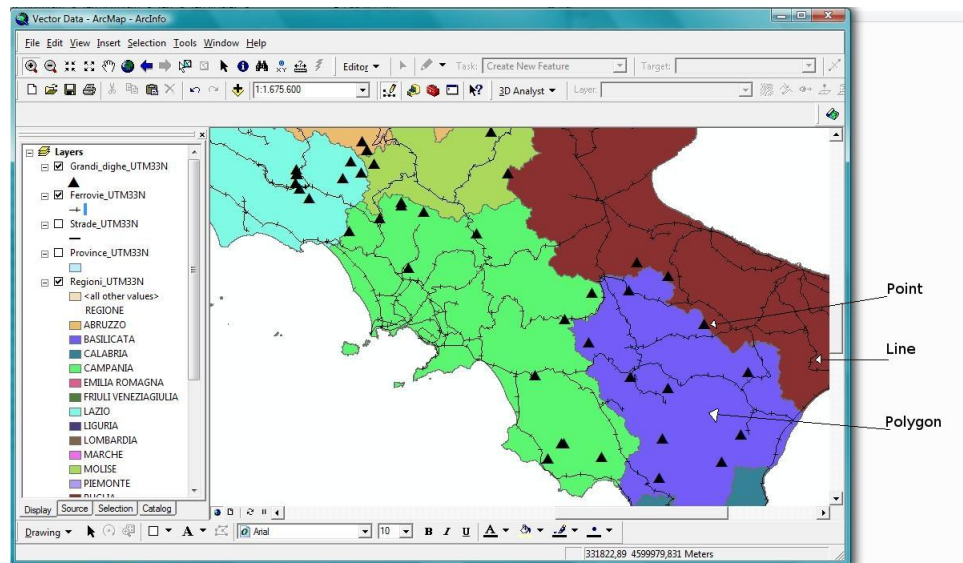 Vector Data - ArcMap - ArcInfo
File Edit View Insert Selection Tools Window Help
Editor Task: Create New Feature Target:
1:1.675.600 3D Analyst Layer:
Layers
Grandi_dighe_UTM33N
Ferrovie_UTM33N
Strade_UTM33N
Province_UTM33N
Regioni_UTM33N
<all other values>
REGIONE
ABRUZZO
BASILICATA
CALABRIA
CAMPANIA
EMILIA ROMAGNA
FRIULI VENEZIAGIULIA
LAZIO
LIGURIA
LOMBARDIA
MARCHE
MOLISE
PIEMONTE
PUGLIA
Display Source Selection Catalog
Point
Line
Polygon
Drawing A Arial 10 B I U A
331822,89 4599979,831 Meters